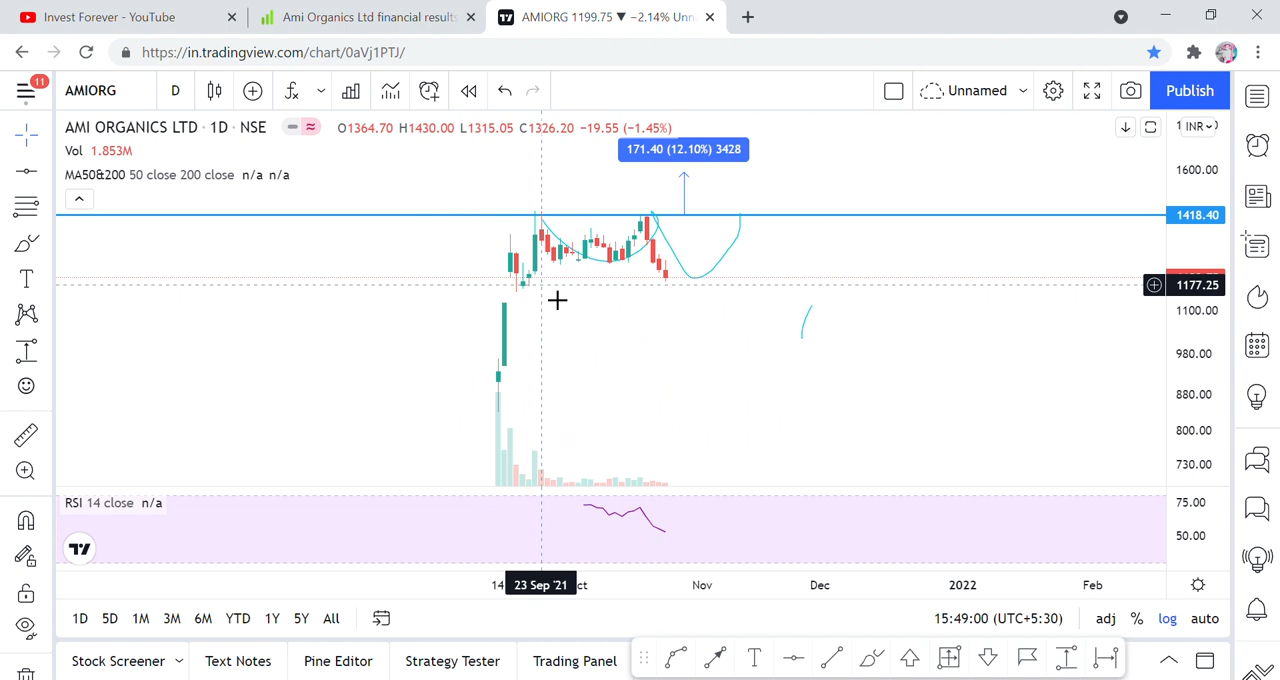 Invest Forever - YouTube
Ami Organics Ltd financial results
AMIORG 1199.75 ▼ −2.14% Unn
https://in.tradingview.com/chart/0aVj1PTJ/
11
AMIORG
D
Unnamed
Publish
AMI ORGANICS LTD · 1D · NSE
O1364.70 H1430.00 L1315.05 C1326.20 −19.55 (−1.45%)
INR
Vol 1.853M
171.40 (12.10%) 3428
MA50&200 50 close 200 close n/a n/a
1600.00
1418.40
1177.25
1100.00
980.00
880.00
800.00
730.00
RSI 14 close n/a
75.00
50.00
14
23 Sep '21
ct
Nov
Dec
2022
Feb
1D 5D 1M 3M 6M YTD 1Y 5Y All
15:49:00 (UTC+5:30)
adj % log auto
Stock Screener
Text Notes
Pine Editor
Strategy Tester
Trading Panel